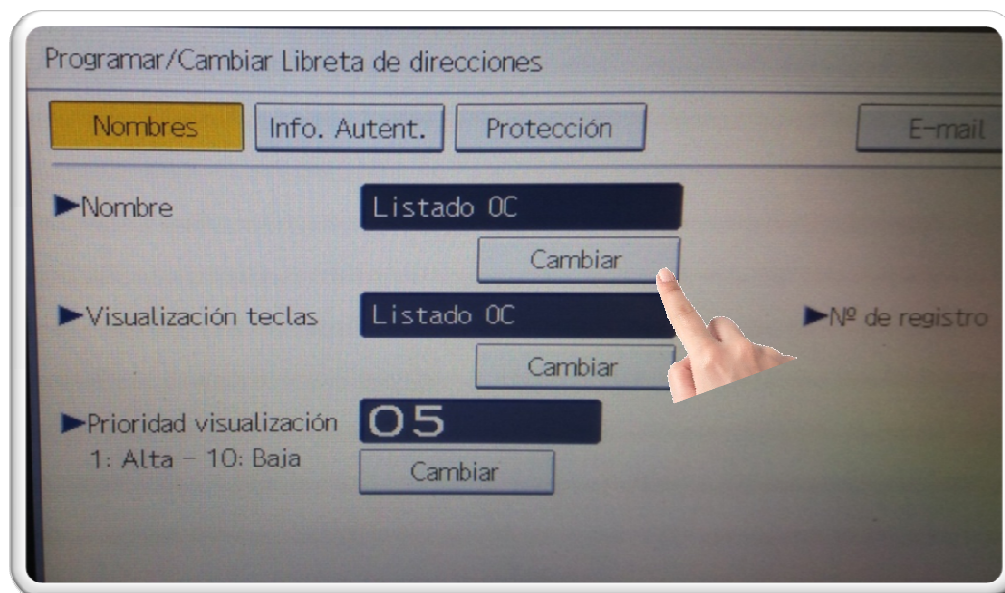 Programar/Cambiar Libreta de direcciones
Nombres Info. Autent. Protección E-mail
►Nombre Listado OC
Cambiar
►Visualización teclas Listado OC ►Nº de registro
Cambiar
►Prioridad visualización 05
1: Alta - 10: Baja Cambiar